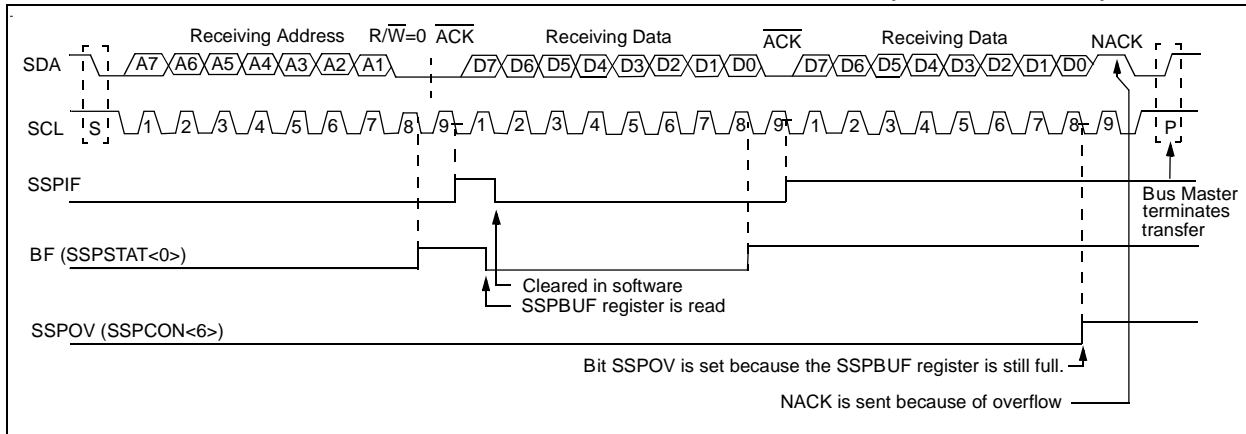 Receiving Address R/W=0 ACK Receiving Data ACK Receiving Data NACK
SDA A7 A6 A5 A4 A3 A2 A1 D7 D6 D5 D4 D3 D2 D1 D0 D7 D6 D5 D4 D3 D2 D1 D0
SCL S 1 2 3 4 5 6 7 8 9 1 2 3 4 5 6 7 8 9 1 2 3 4 5 6 7 8 9 P
SSPIF
Bus Master
terminates
transfer
BF (SSPSTAT<0>)
Cleared in software
SSPBUF register is read
SSPOV (SSPCON<6>)
Bit SSPOV is set because the SSPBUF register is still full.
NACK is sent because of overflow